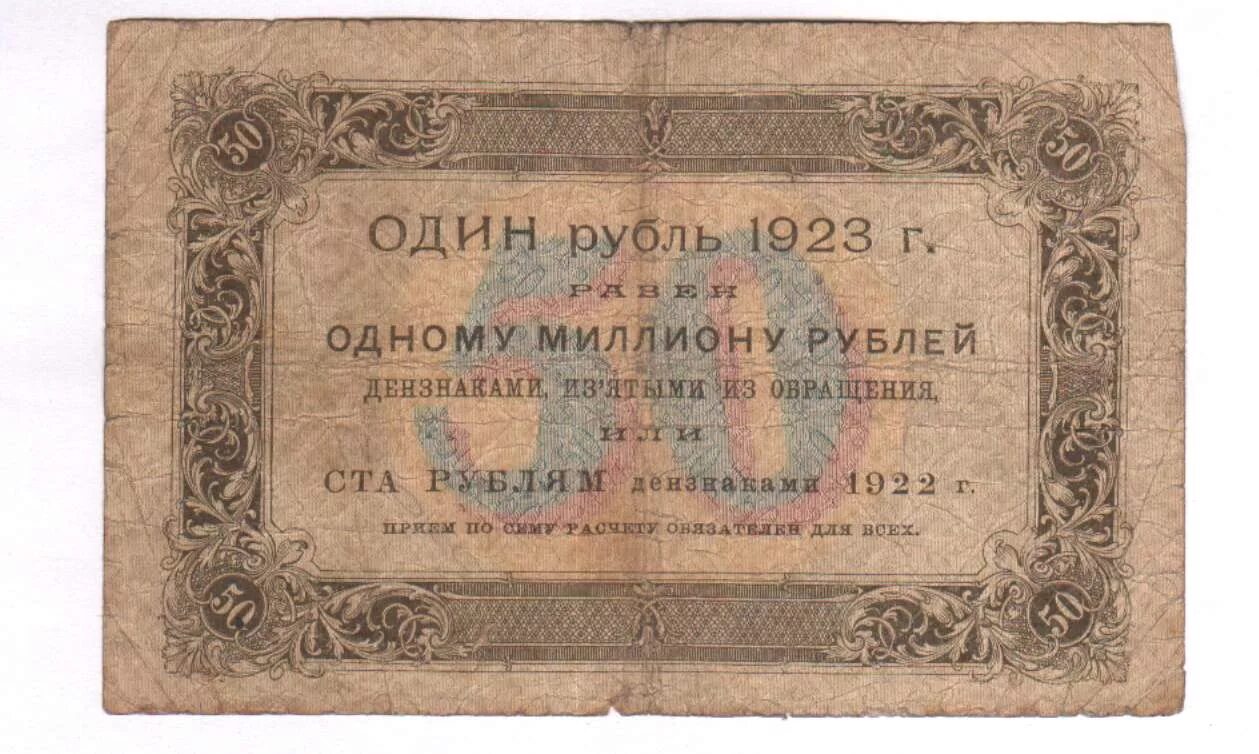 50 50
ОДИН рубль 1923 г.
РАВЕН
ОДНОМУ МИЛЛИОНУ РУБЛЕЙ
ДЕНЗНАКАМИ, ИЗ'ЯТЫМИ ИЗ ОБРАЩЕНИЯ,
ИЛИ
СТА РУБЛЯМ дензнаками 1922 г.
ПРИЕМ ПО СЕМУ РАСЧЕТУ ОБЯЗАТЕЛЕН ДЛЯ ВСЕХ.
50
50 50